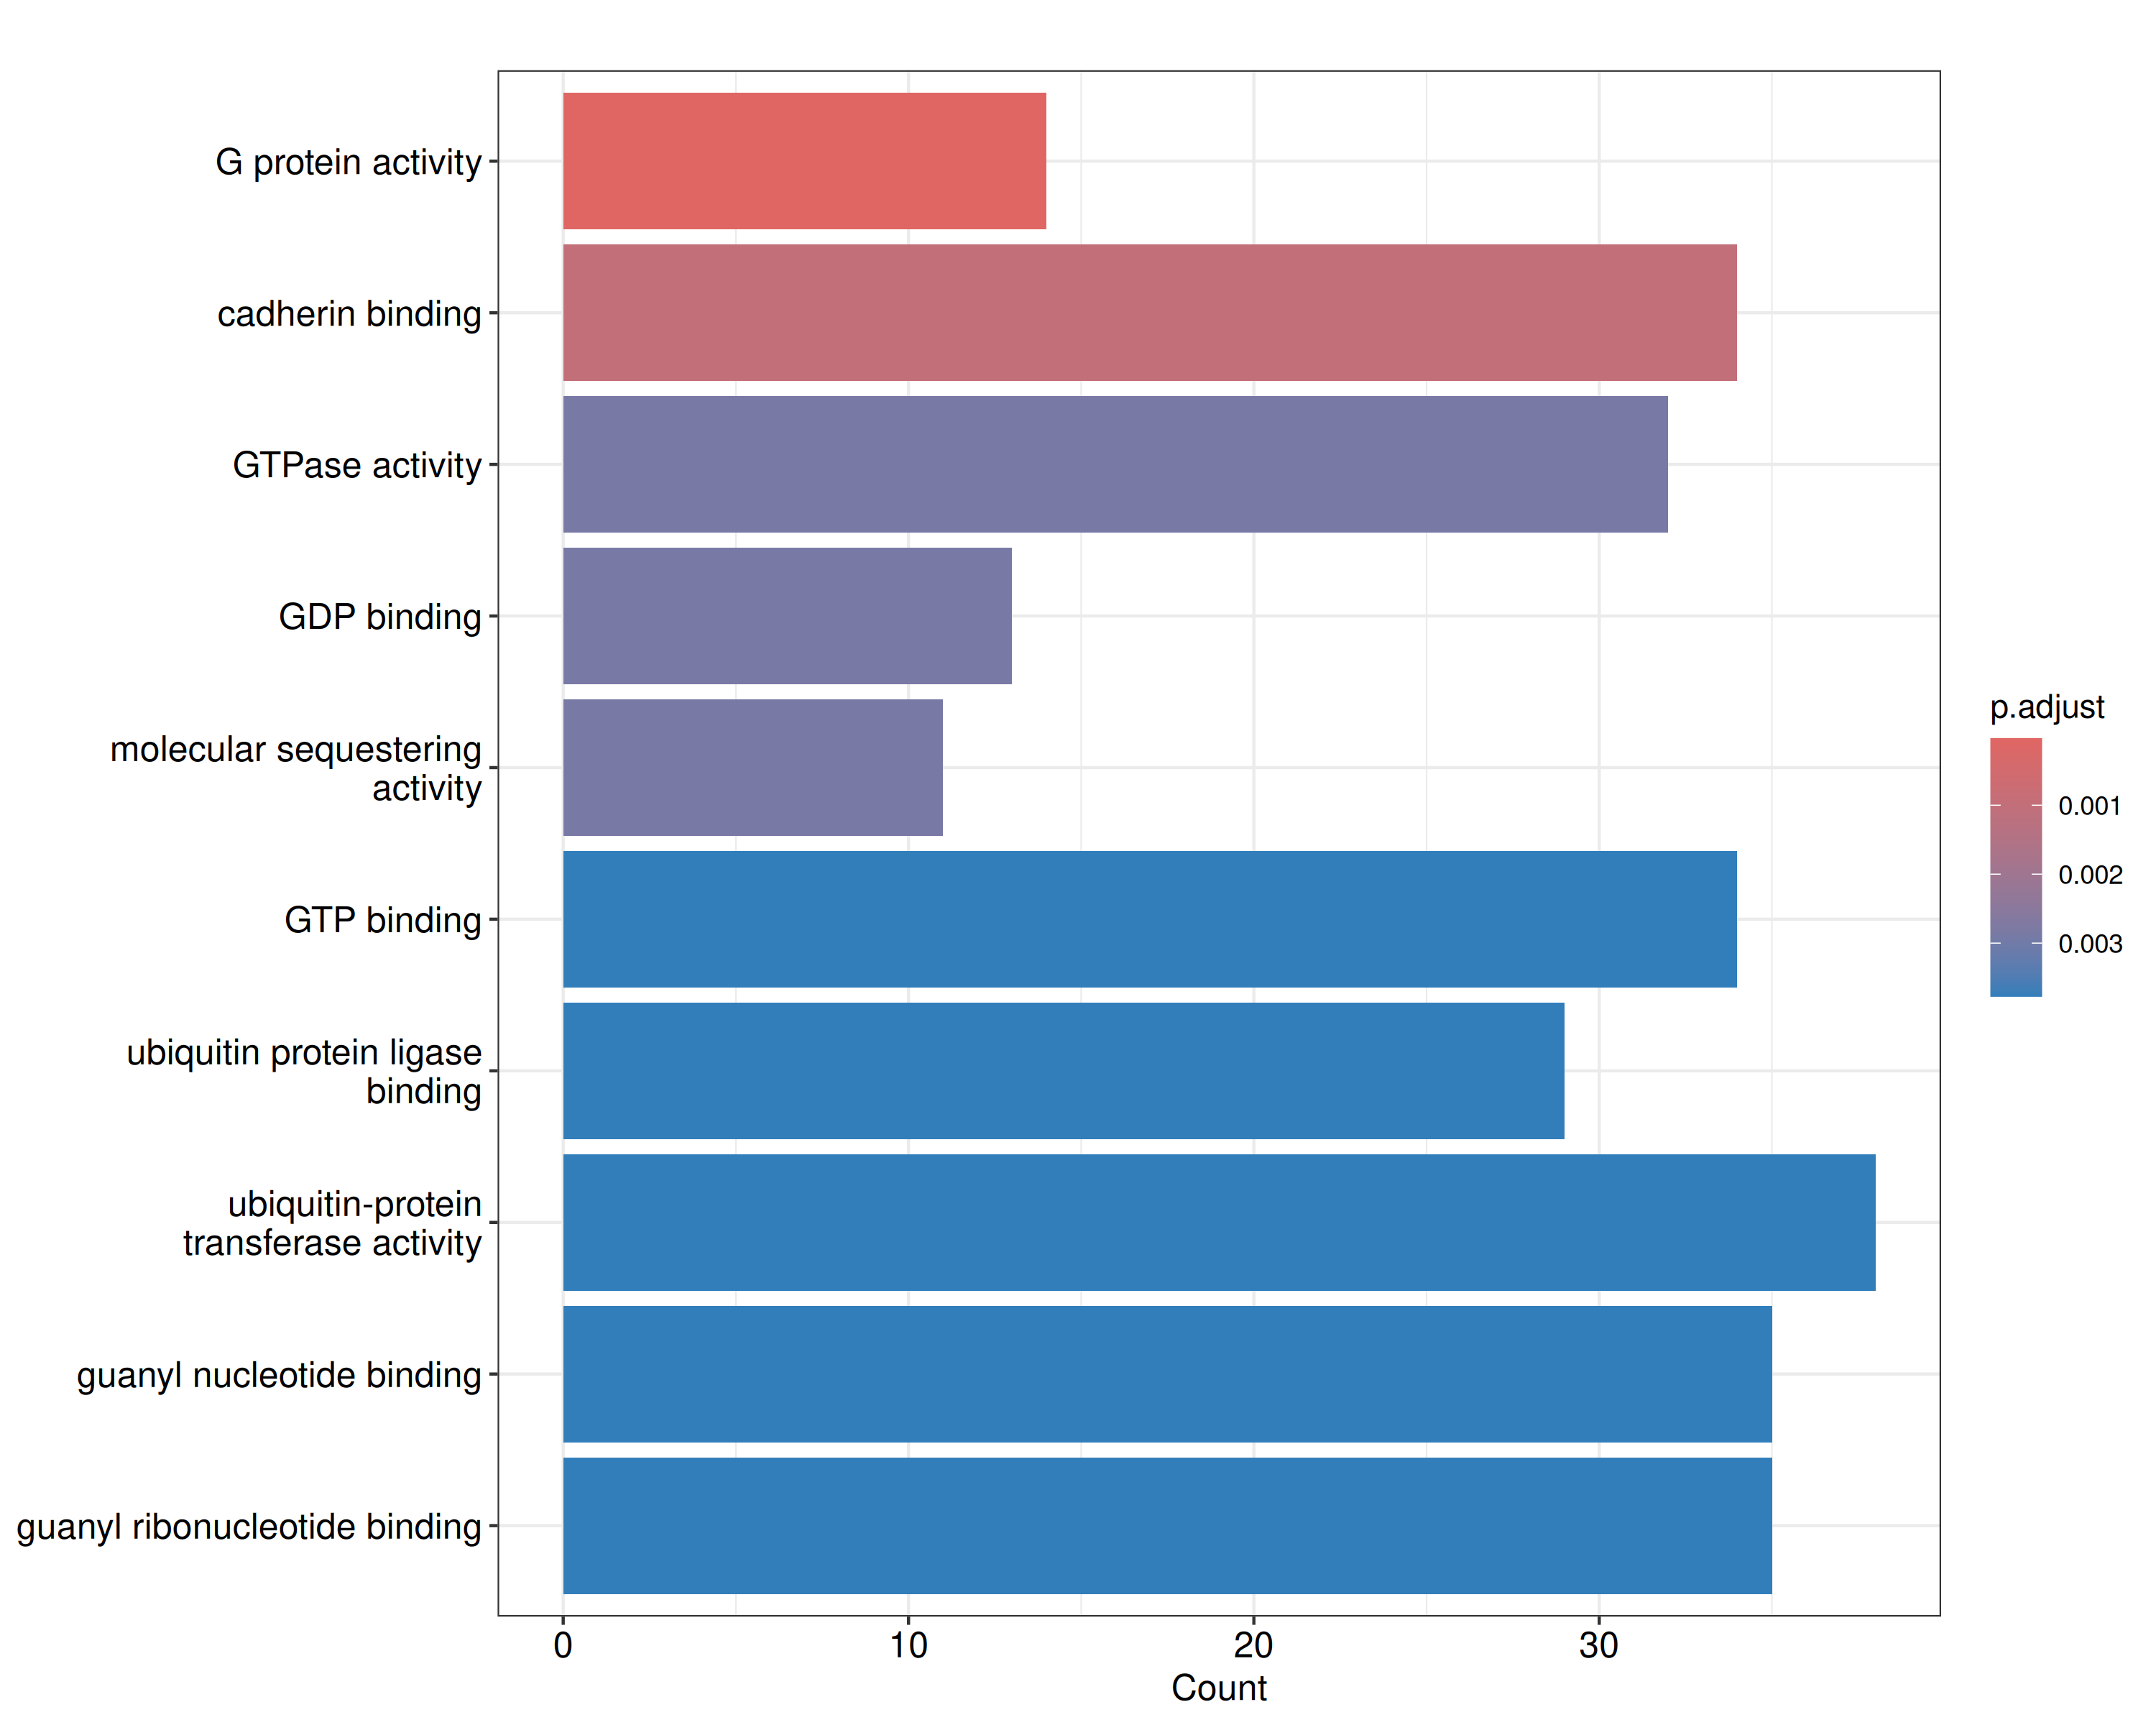 G protein activity
cadherin binding
GTPase activity
GDP binding
molecular sequestering
activity
GTP binding
ubiquitin protein ligase
binding
ubiquitin-protein
transferase activity
guanyl nucleotide binding
guanyl ribonucleotide binding
0 10 20 30
Count
p.adjust
0.001
0.002
0.003